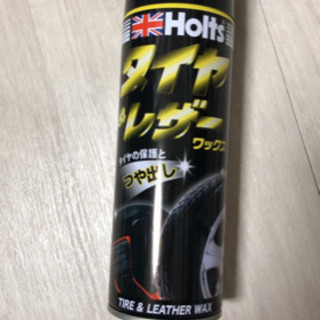 Holts
タイヤ
&レザー
ワックス
タイヤの保護と
つや出し
TIRE & LEATHER WAX